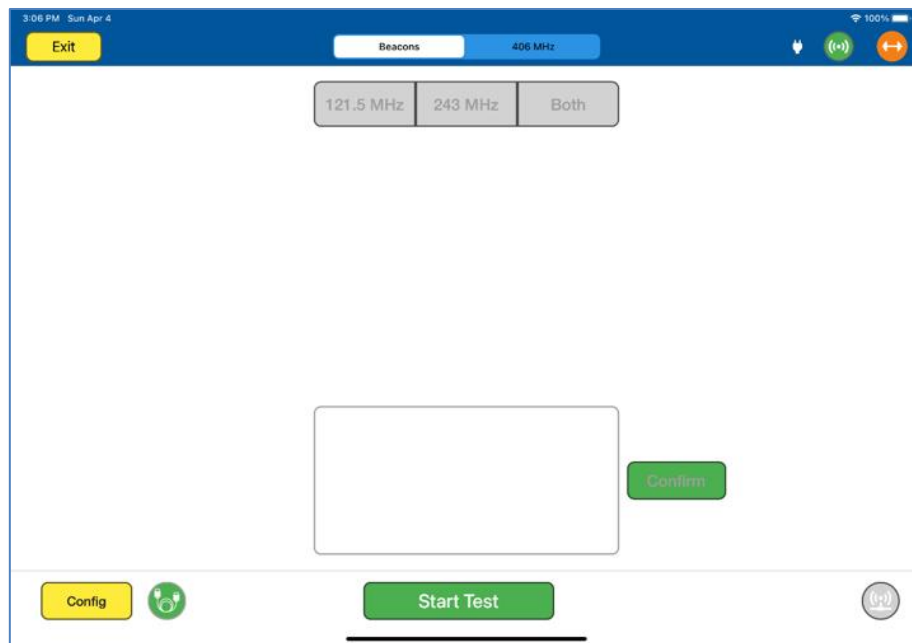 3:06 PM Sun Apr 4
100%
Exit
Beacons
406 MHz
121.5 MHz
243 MHz
Both
Confirm
Config
Start Test